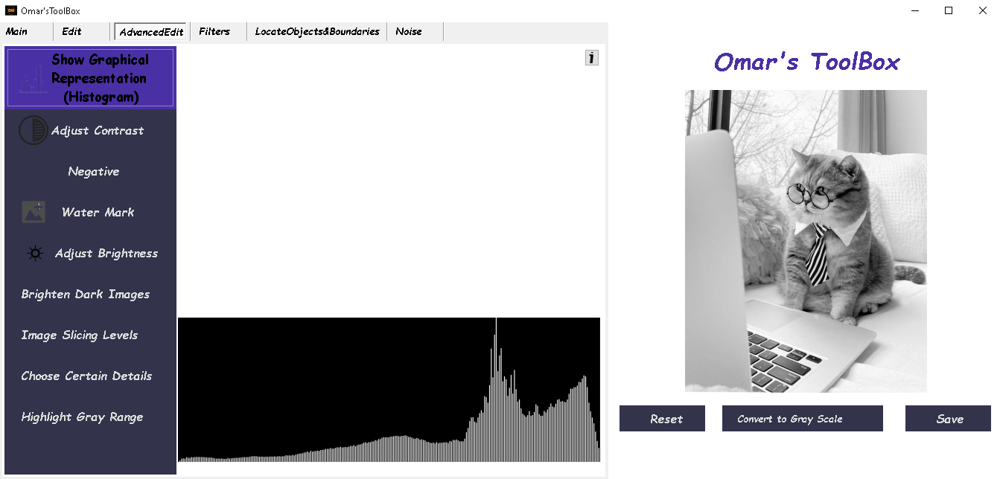 Omar'sToolBox
Main Edit AdvancedEdit Filters LocateObjects&Boundaries Noise
Show Graphical
Representation
(Histogram)
Adjust Contrast
Negative
Water Mark
Adjust Brightness
Brighten Dark Images
Image Slicing Levels
Choose Certain Details
Highlight Gray Range
i
Omar's ToolBox
Reset Convert to Gray Scale Save